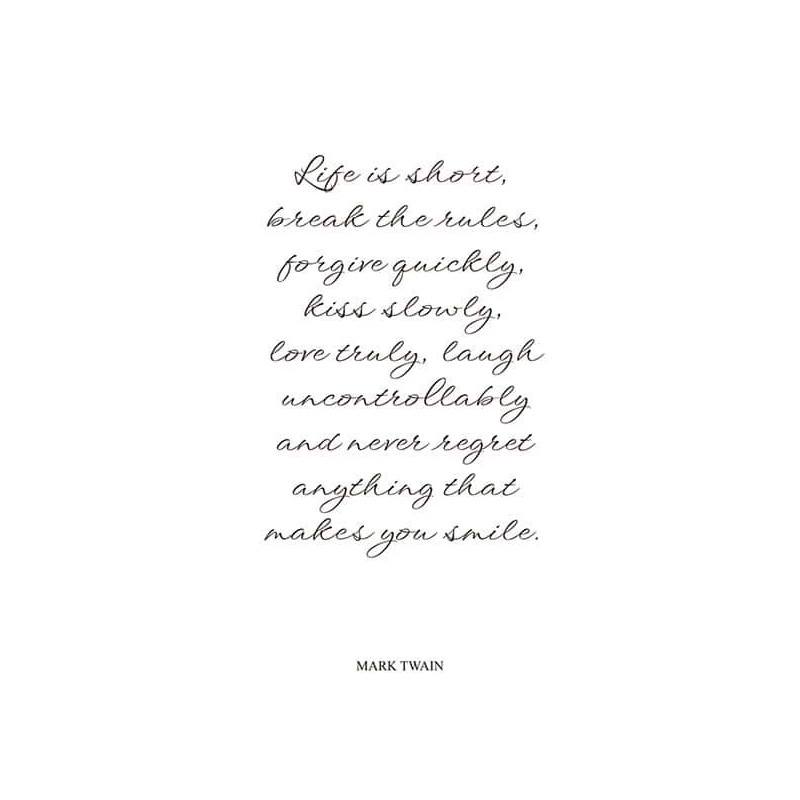 Life is short,
break the rules,
forgive quickly,
kiss slowly,
love truly, laugh
uncontrollably
and never regret
anything that
makes you smile.
MARK TWAIN